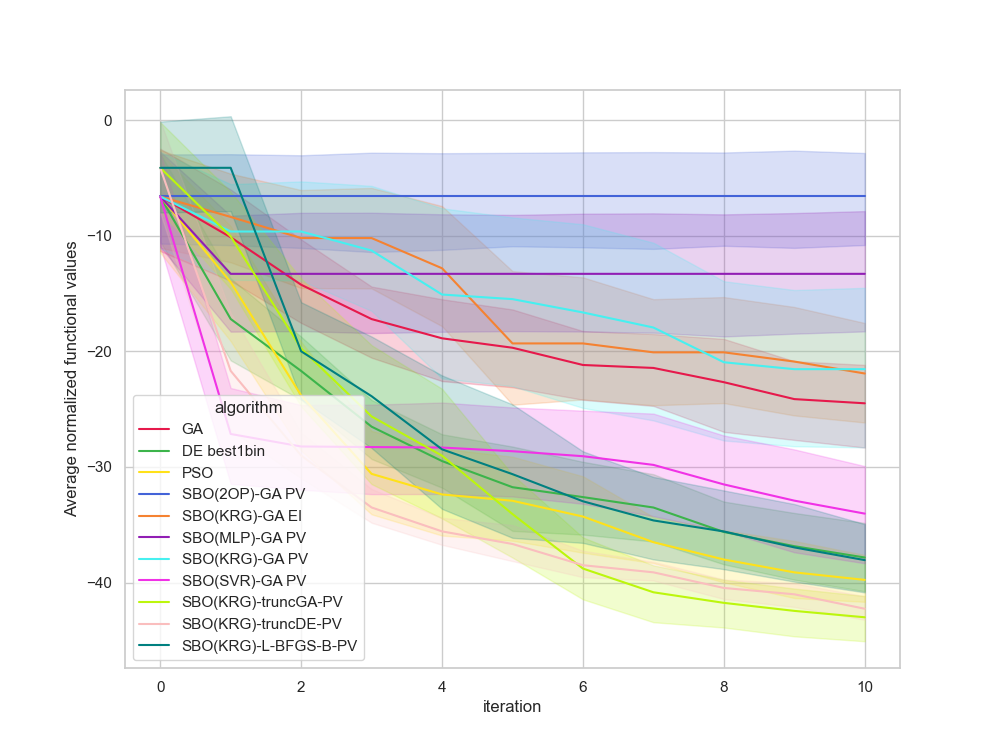 0
−10
−20
−30
−40
Average normalized functional values
algorithm
GA
DE best1bin
PSO
SBO(2OP)-GA PV
SBO(KRG)-GA EI
SBO(MLP)-GA PV
SBO(KRG)-GA PV
SBO(SVR)-GA PV
SBO(KRG)-truncGA-PV
SBO(KRG)-truncDE-PV
SBO(KRG)-L-BFGS-B-PV
0 2 4 6 8 10
iteration